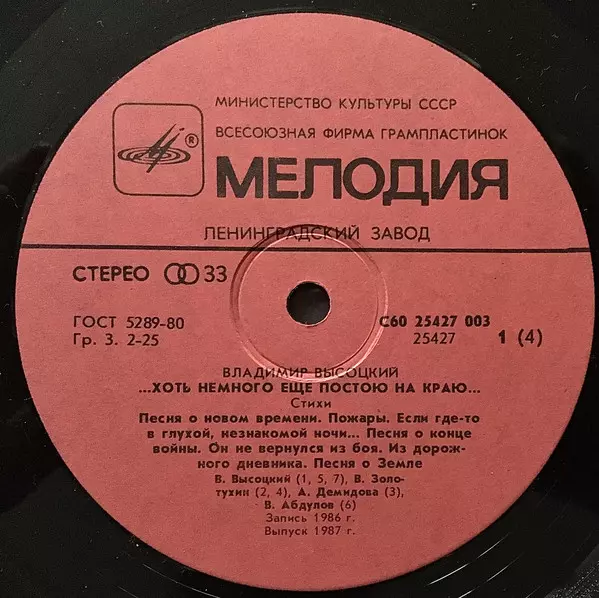 МИНИСТЕРСТВО КУЛЬТУРЫ СССР
ВСЕСОЮЗНАЯ ФИРМА ГРАМПЛАСТИНОК
®
МЕЛОДИЯ
ЛЕНИНГРАДСКИЙ ЗАВОД
СТЕРЕО 33
ГОСТ 5289-80
Гр. 3. 2-25
С60 25427 003
25427 1 (4)
ВЛАДИМИР ВЫСОЦКИЙ
...ХОТЬ НЕМНОГО ЕЩЕ ПОСТОЮ НА КРАЮ...
Стихи
Песня о новом времени. Пожары. Если где-то
в глухой, незнакомой ночи... Песня о конце
войны. Он не вернулся из боя. Из дорож-
ного дневника. Песня о Земле
В. Высоцкий (1, 5, 7), В. Золо-
тухин (2, 4), А. Демидова (3),
В. Абдулов (6)
Запись 1986 г.
Выпуск 1987 г.